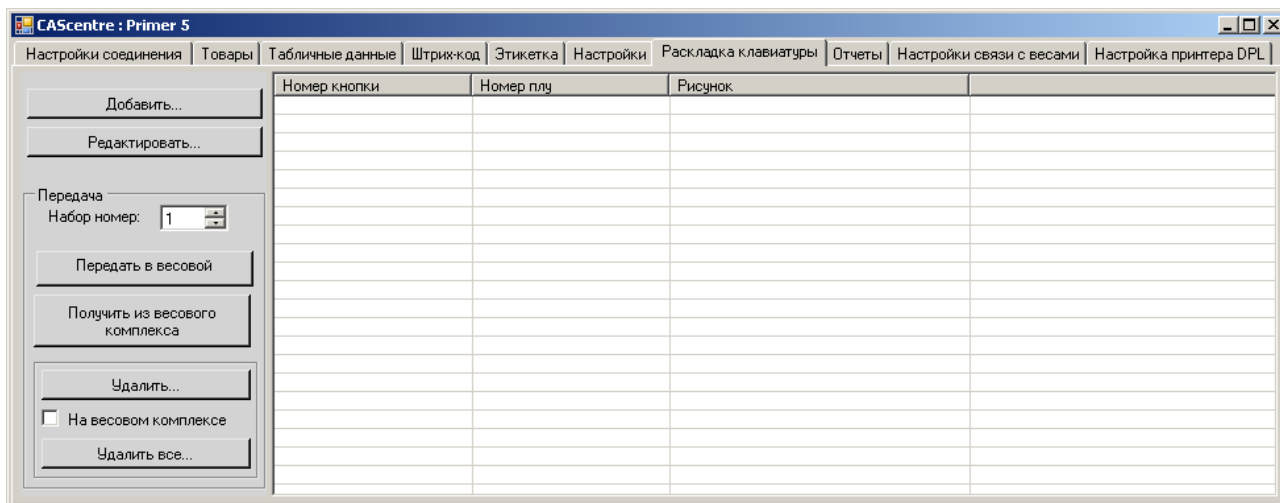 CAScentre : Primer 5
Настройки соединения Товары Табличные данные Штрих-код Этикетка Настройки Раскладка клавиатуры Отчеты Настройки связи с весами Настройка принтера DPL
Номер кнопки Номер плу Рисунок
Добавить...
Редактировать...
Передача
Набор номер: 1
Передать в весовой
Получить из весового
комплекса
Удалить...
На весовом комплексе
Удалить все...